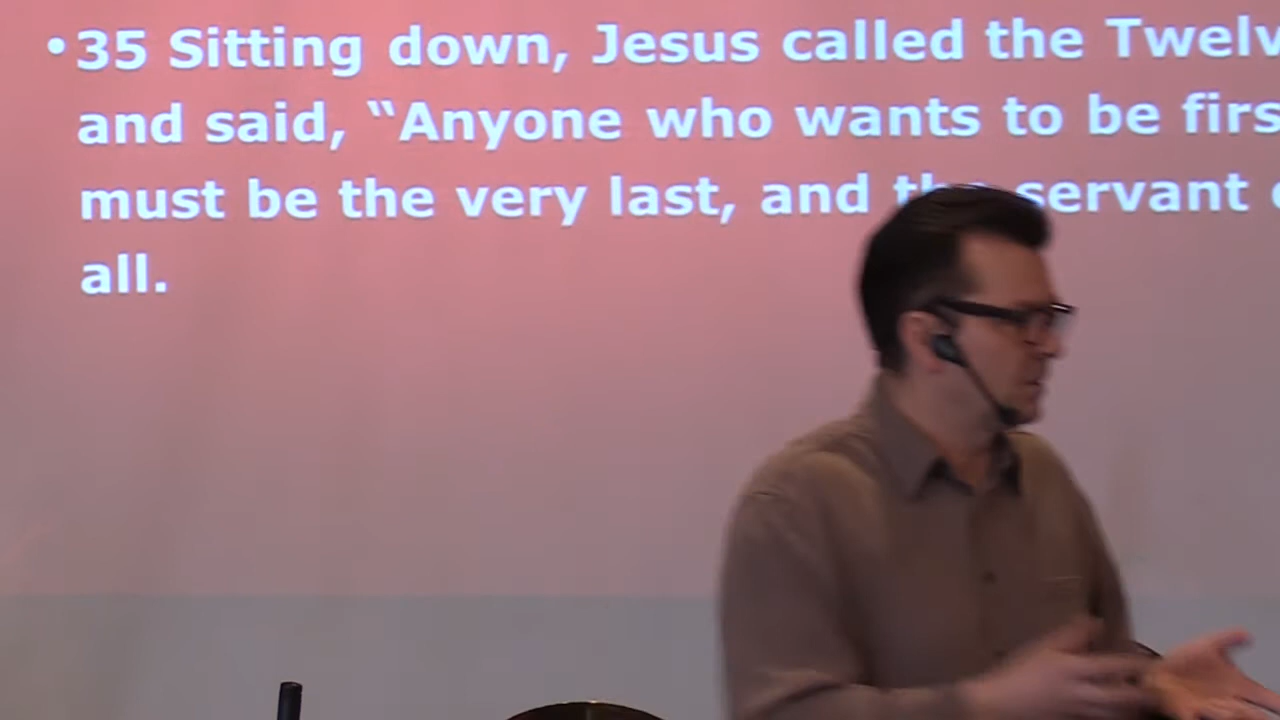 • 35 Sitting down, Jesus called the Twelv
and said, “Anyone who wants to be firs
must be the very last, and the servant
all.